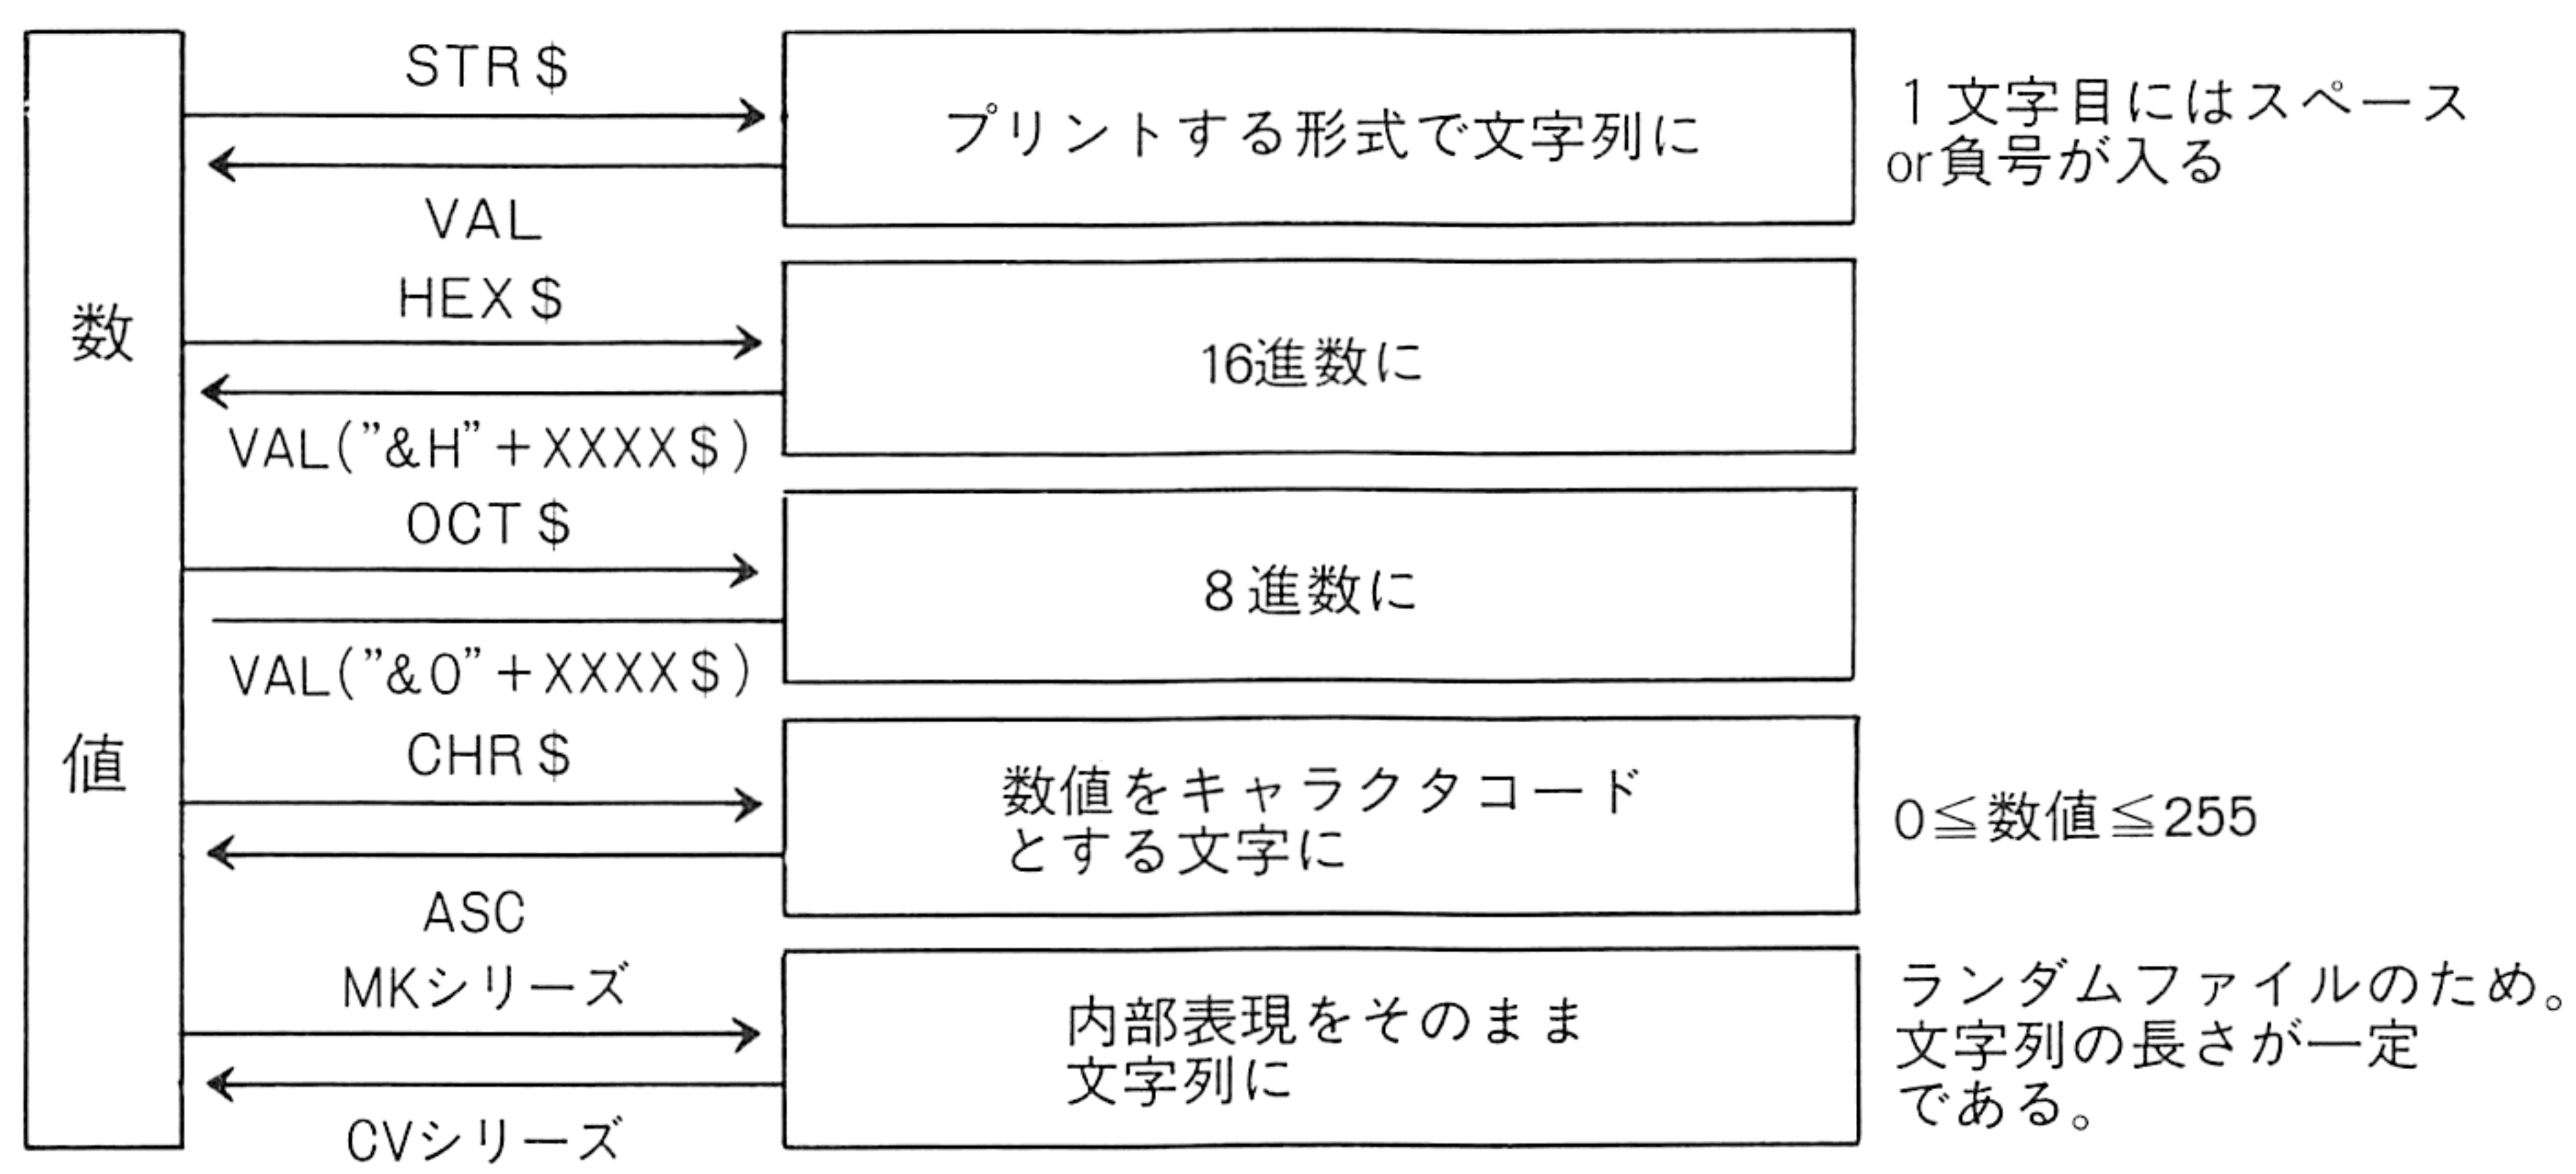 数
値
STR$
プリントする形式で文字列に
1文字目にはスペース
or負号が入る
VAL
HEX$
16進数に
VAL("&H"+XXXX$)
OCT$
8進数に
VAL("&O"+XXXX$)
CHR$
数値をキャラクタコード
とする文字に
0≦数値≦255
ASC
MKシリーズ
内部表現をそのまま
文字列に
ランダムファイルのため。
文字列の長さが一定
である。
CVシリーズ